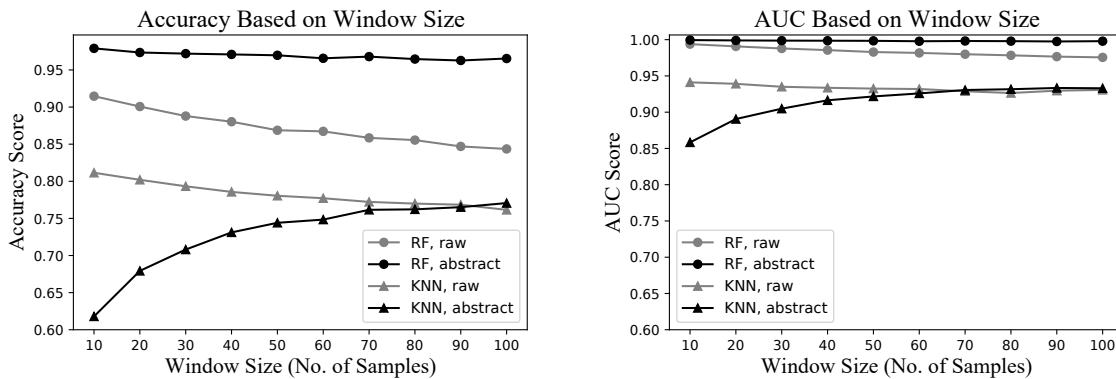 Accuracy Based on Window Size
Accuracy Score
0.95
0.90
0.85
0.80
0.75
0.70
0.65
0.60
10 20 30 40 50 60 70 80 90 100
Window Size (No. of Samples)
RF, raw
RF, abstract
KNN, raw
KNN, abstract
AUC Based on Window Size
AUC Score
1.00
0.95
0.90
0.85
0.80
0.75
0.70
0.65
0.60
10 20 30 40 50 60 70 80 90 100
Window Size (No. of Samples)
RF, raw
RF, abstract
KNN, raw
KNN, abstract